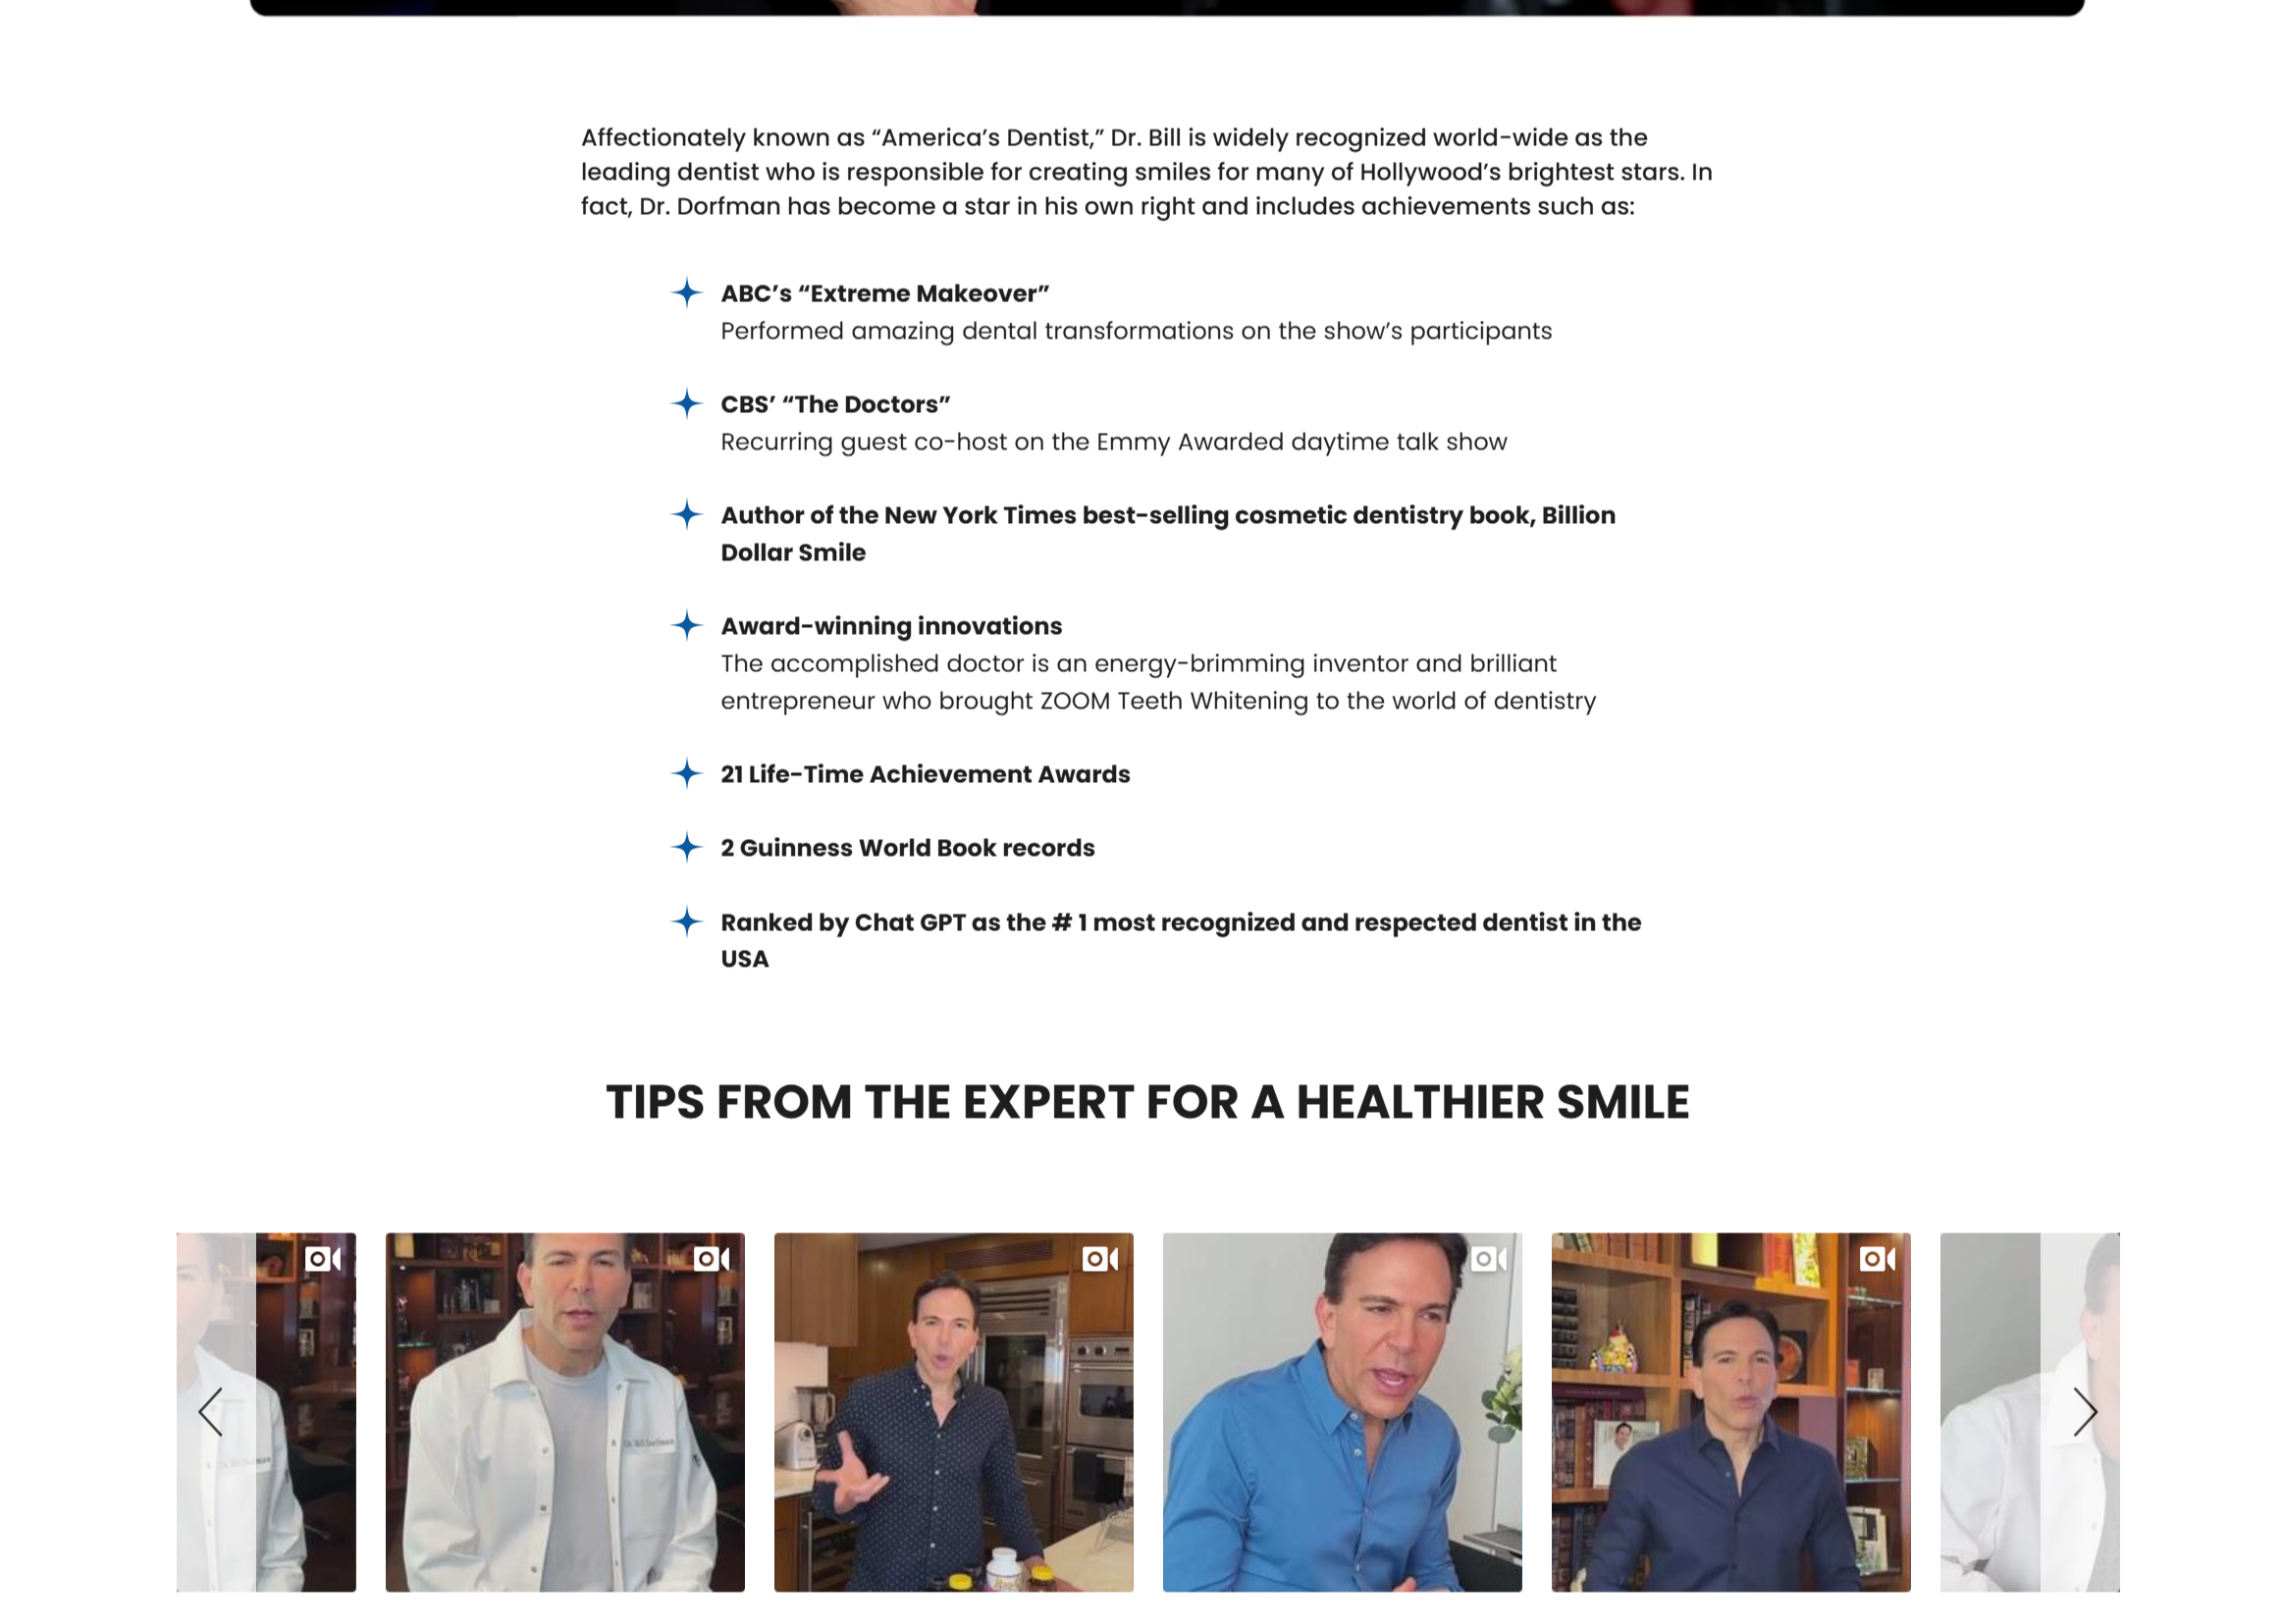 Affectionately known as “America’s Dentist,” Dr. Bill is widely recognized world-wide as the
leading dentist who is responsible for creating smiles for many of Hollywood’s brightest stars. In
fact, Dr. Dorfman has become a star in his own right and includes achievements such as:
ABC’s “Extreme Makeover”
Performed amazing dental transformations on the show’s participants
CBS’ “The Doctors”
Recurring guest co-host on the Emmy Awarded daytime talk show
Author of the New York Times best-selling cosmetic dentistry book, Billion
Dollar Smile
Award-winning innovations
The accomplished doctor is an energy-brimming inventor and brilliant
entrepreneur who brought ZOOM Teeth Whitening to the world of dentistry
21 Life-Time Achievement Awards
2 Guinness World Book records
Ranked by Chat GPT as the # 1 most recognized and respected dentist in the
USA
TIPS FROM THE EXPERT FOR A HEALTHIER SMILE
Dr. Bill Dorfman